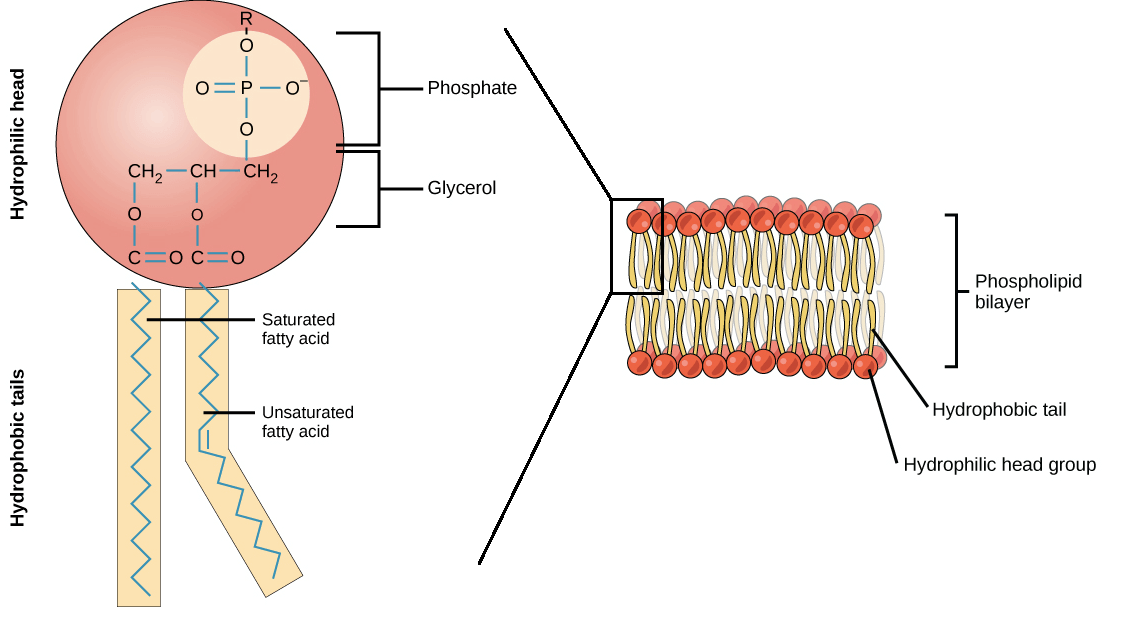 Hydrophilic head
Hydrophobic tails
R
O
O P O⁻
O
CH₂ CH CH₂
O O
C O C O
Phosphate
Glycerol
Saturated
fatty acid
Unsaturated
fatty acid
Phospholipid
bilayer
Hydrophobic tail
Hydrophilic head group